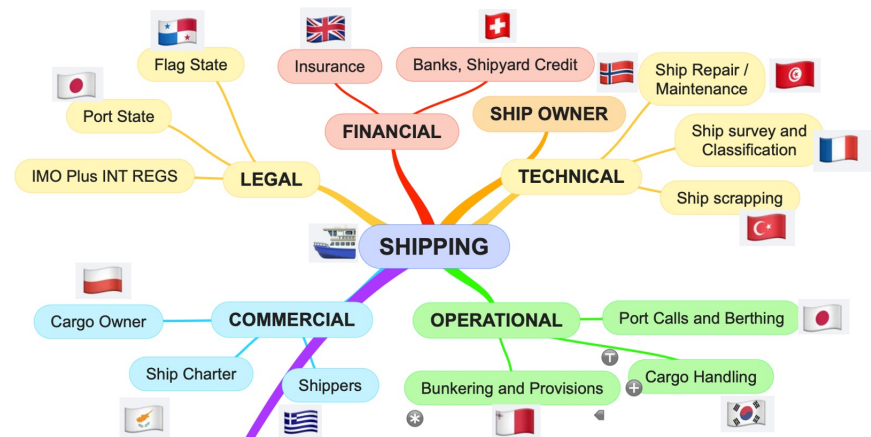 Flag State
Insurance
Banks, Shipyard Credit
Ship Repair /
Maintenance
Port State
FINANCIAL
SHIP OWNER
Ship survey and
Classification
IMO Plus INT REGS
LEGAL
TECHNICAL
Ship scrapping
SHIPPING
Cargo Owner
COMMERCIAL
OPERATIONAL
Port Calls and Berthing
Ship Charter
Shippers
Bunkering and Provisions
Cargo Handling